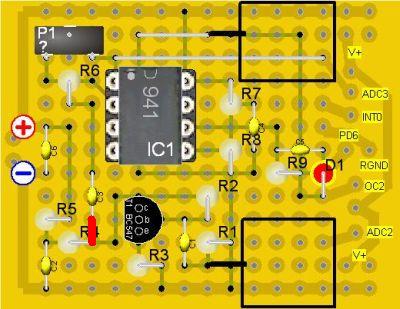 P1
?
V+
R6
ADC3
R7
941
INT0
PD6
R8
IC1
C5
R9
D1
RGND
R2
OC2
T1 BC547
c
b
e
R5
R4
R1
ADC2
R3
V+